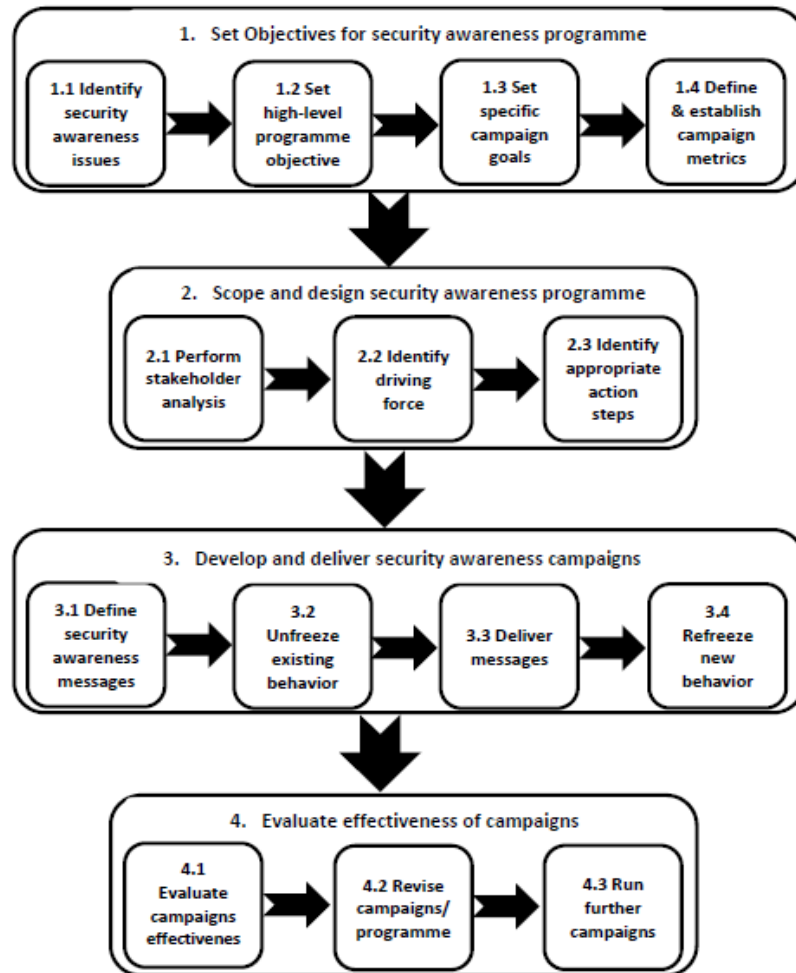 1. Set Objectives for security awareness programme
1.1 Identify
security
awareness
issues
1.2 Set
high-level
programme
objective
1.3 Set
specific
campaign
goals
1.4 Define
& establish
campaign
metrics
2. Scope and design security awareness programme
2.1 Perform
stakeholder
analysis
2.2 Identify
driving
force
2.3 Identify
appropriate
action
steps
3. Develop and deliver security awareness campaigns
3.1 Define
security
awareness
messages
3.2
Unfreeze
existing
behavior
3.3 Deliver
messages
3.4
Refreeze
new
behavior
4. Evaluate effectiveness of campaigns
4.1
Evaluate
campaigns
effectivenes
4.2 Revise
campaigns/
programme
4.3 Run
further
campaigns